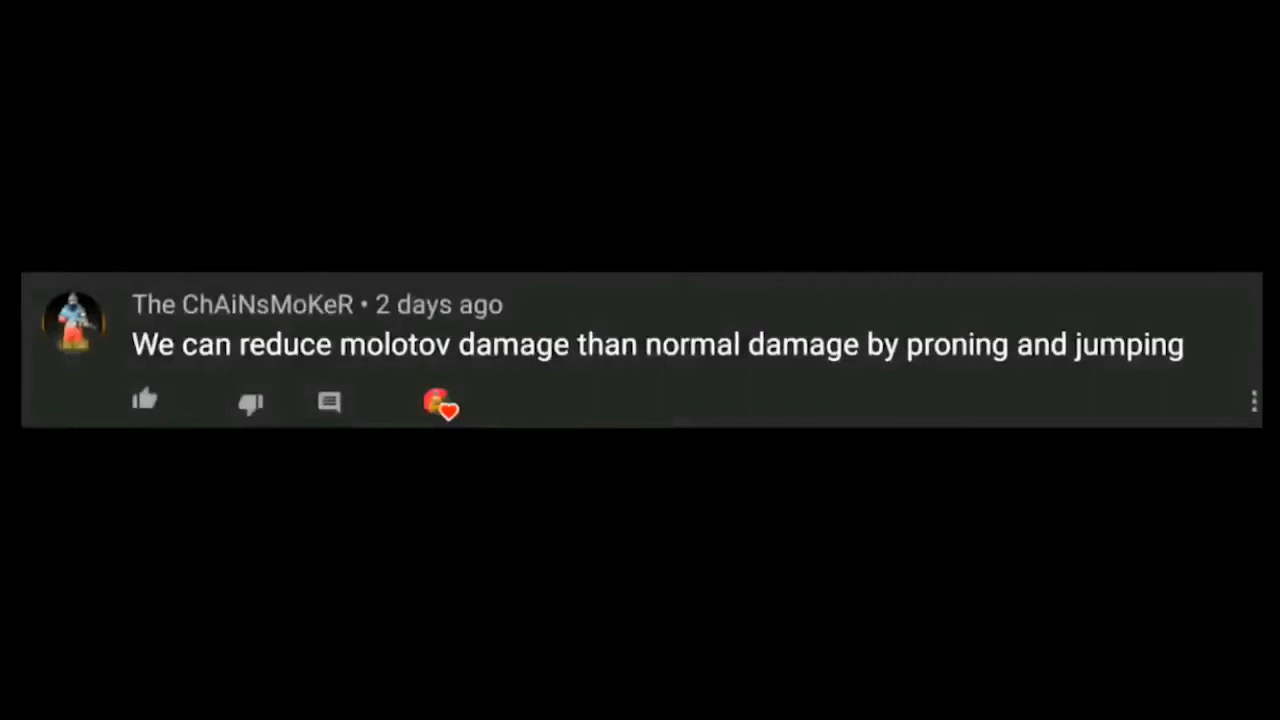 The ChAiNsMoKeR • 2 days ago
We can reduce molotov damage than normal damage by proning and jumping